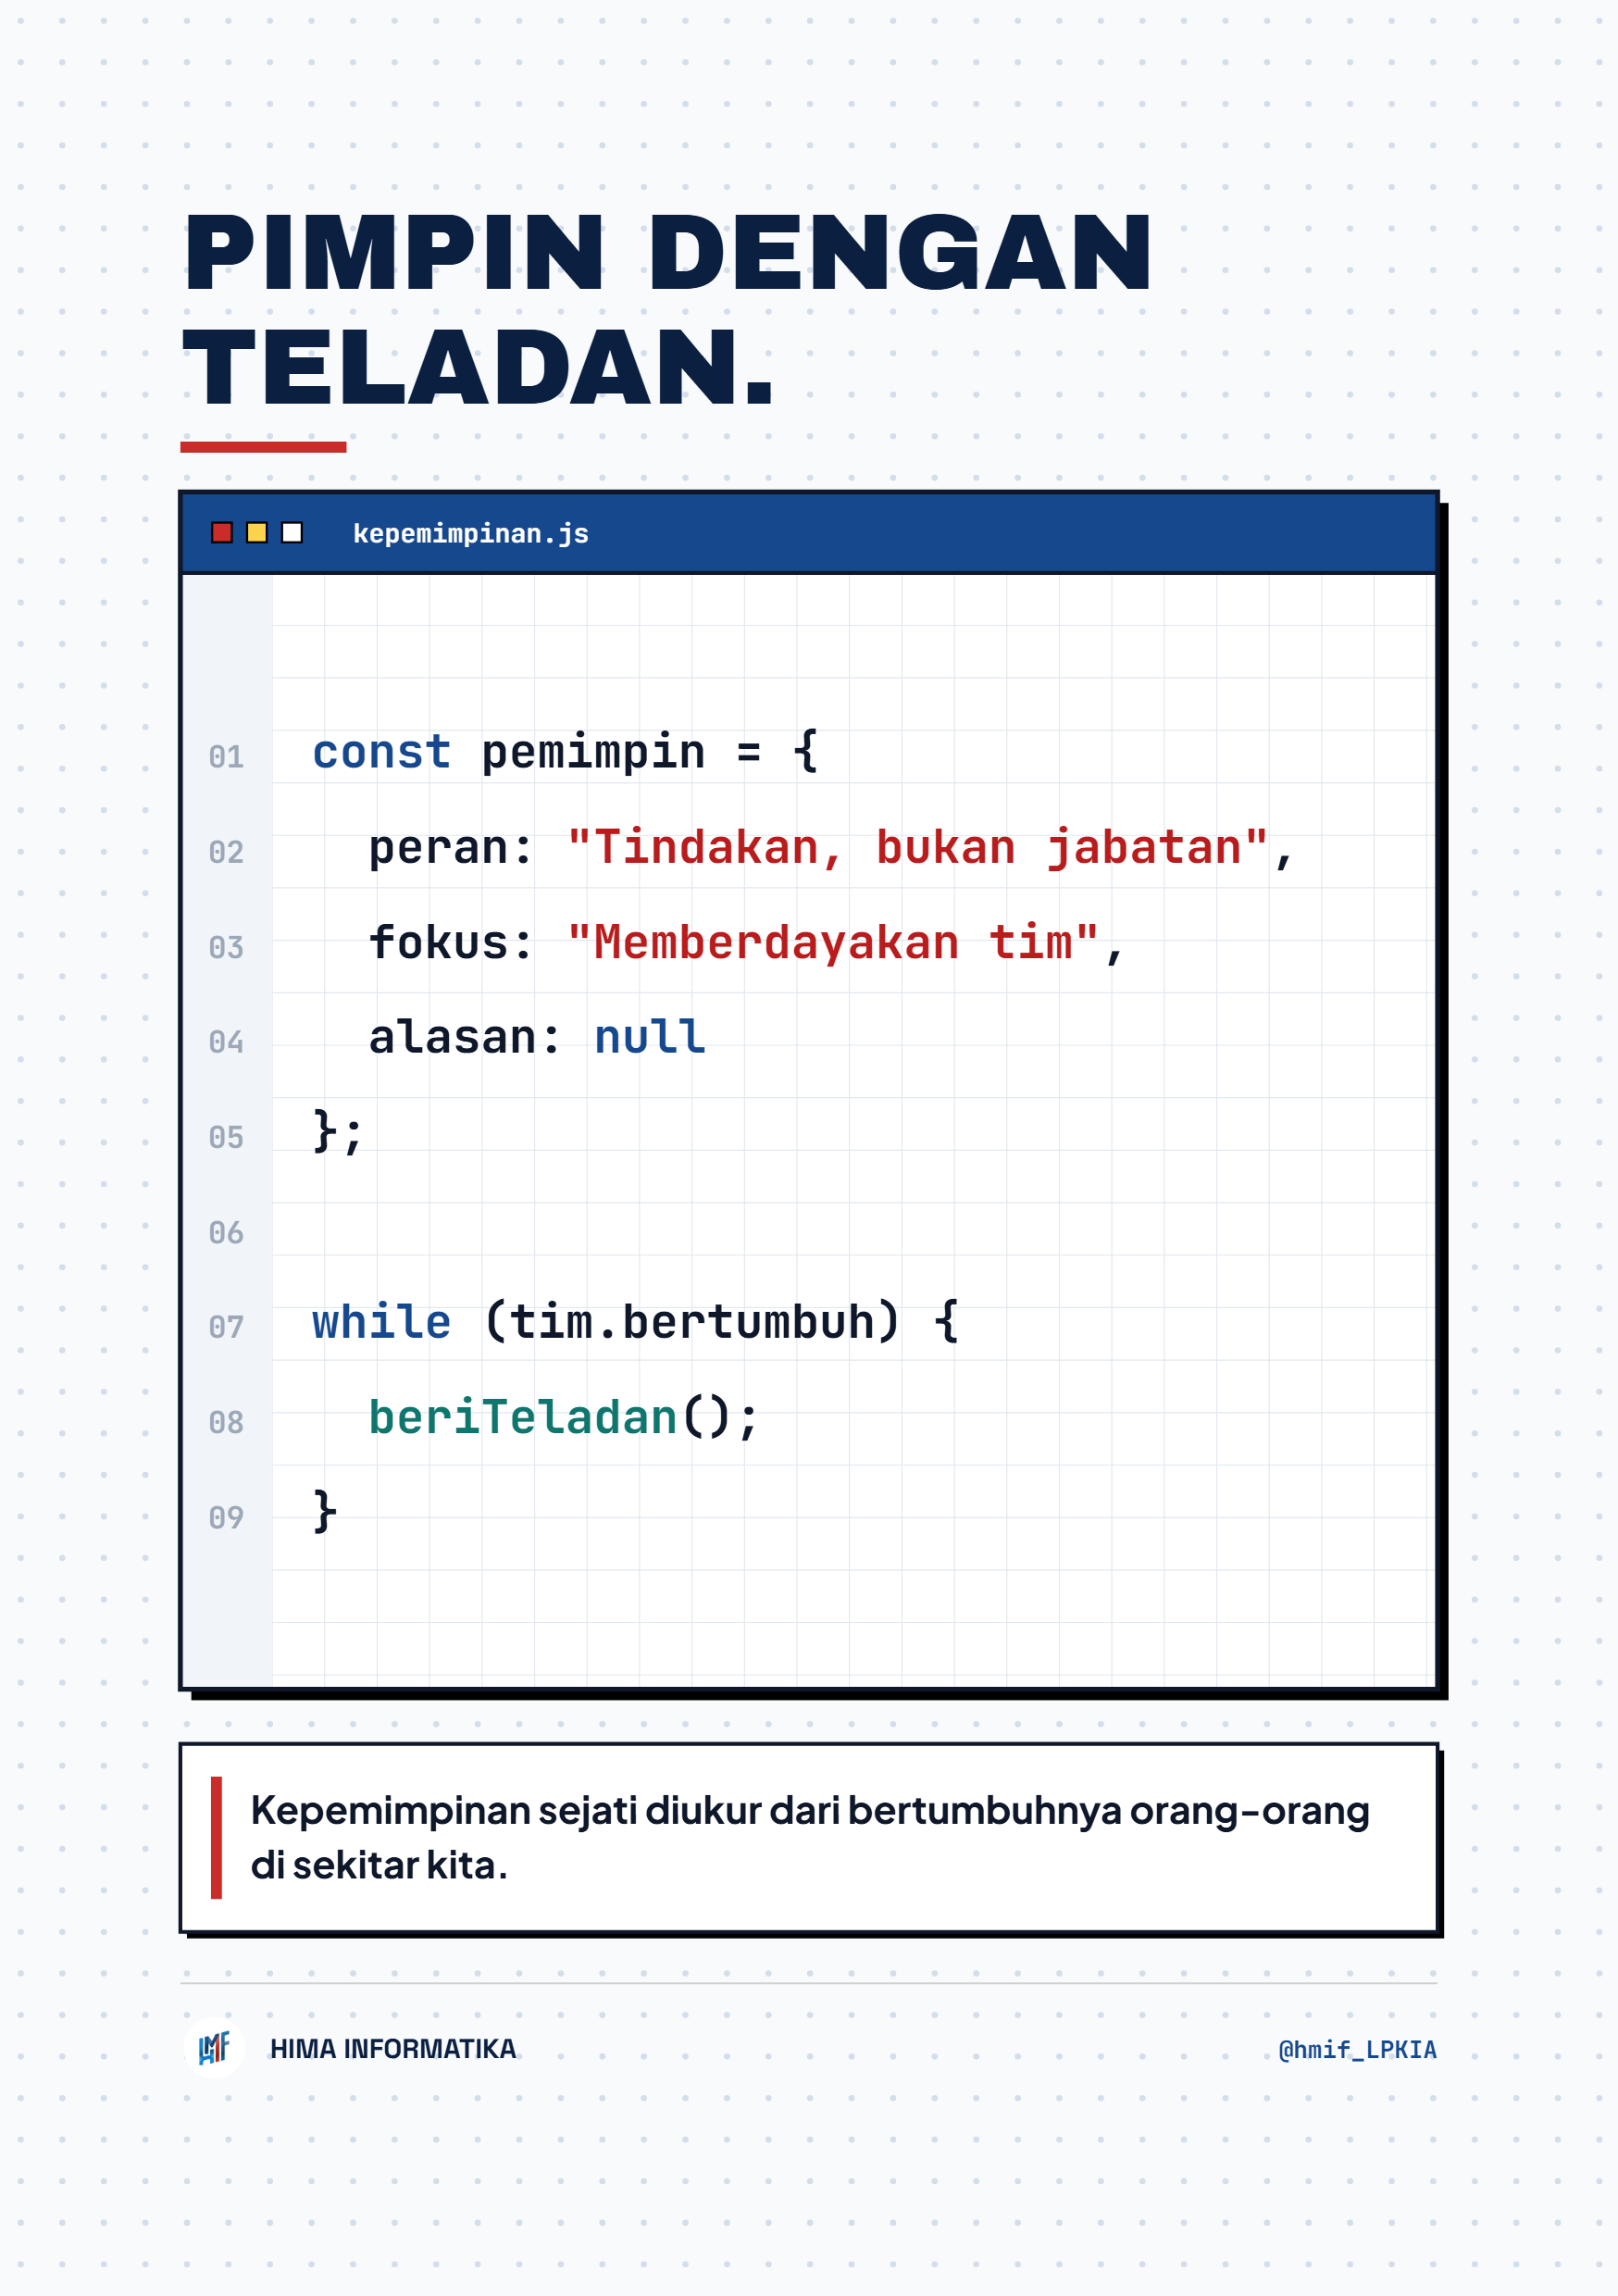 PIMPIN DENGAN
TELADAN.
kepemimpinan.js
01 const pemimpin = {
02 peran: "Tindakan, bukan jabatan",
03 fokus: "Memberdayakan tim",
04 alasan: null
05 };
06
07 while (tim.bertumbuh) {
08 beriTeladan();
09 }
Kepemimpinan sejati diukur dari bertumbuhnya orang-orang
di sekitar kita.
HMIF
HIMA INFORMATIKA
@hmif_LPKIA